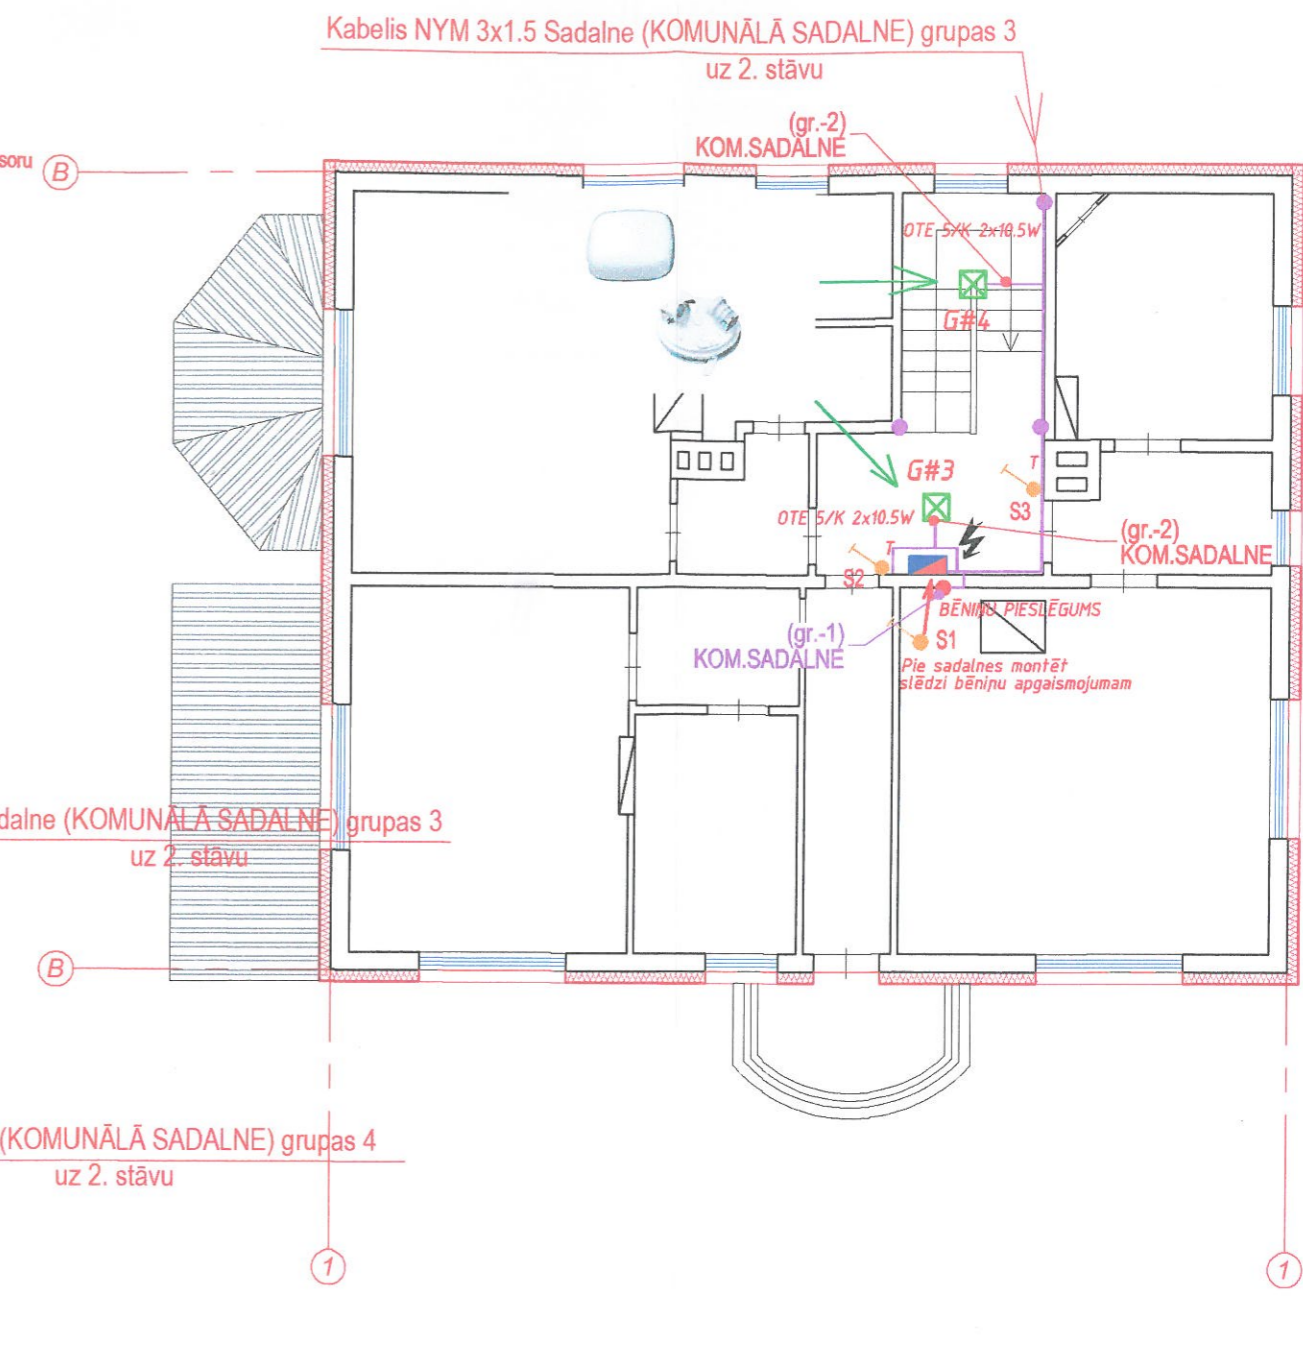 Kabelis NYM 3x1.5 Sadalne (KOMUNĀLĀ SADALNE) grupas 3
uz 2. stāvu
(gr.-2)
KOM.SADALNE
soru
B
OTE 5/K 2x10.5W
G#4
G#3
T
S3
OTE 5/K 2x10.5W
(gr.-2)
KOM.SADALNE
T
S2
BĒNIŅU PIESLĒGUMS
(gr.-1)
KOM.SADALNE
S1
Pie sadalnes montēt
slēdzi bēniņu apgaismojumam
dalne (KOMUNĀLĀ SADALNE) grupas 3
uz 2. stāvu
B
(KOMUNĀLĀ SADALNE) grupas 4
uz 2. stāvu
1
1